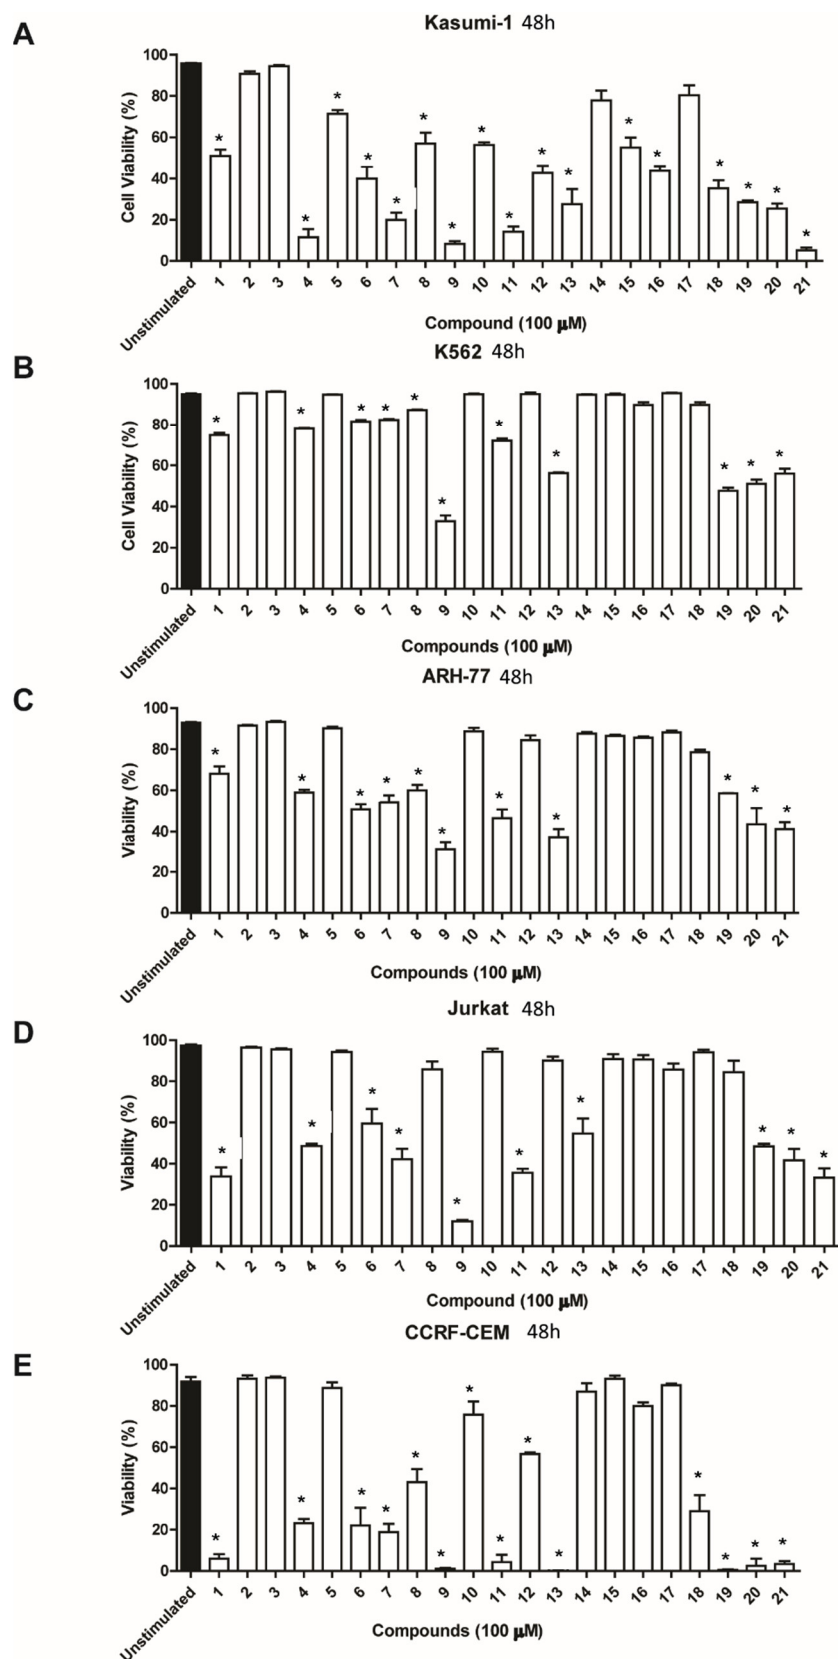 A
Kasumi-1 48h
Cell Viability (%)
100
80
60
40
20
0
* * * * * * * * * * * * * * * * *
Unstimulated 1 2 3 4 5 6 7 8 9 10 11 12 13 14 15 16 17 18 19 20 21
Compound (100 µM)
B
K562 48h
Cell Viability (%)
100
80
60
40
20
0
* * * * * * * * * * *
Unstimulated 1 2 3 4 5 6 7 8 9 10 11 12 13 14 15 16 17 18 19 20 21
Compounds (100 µM)
C
ARH-77 48h
Viability (%)
100
80
60
40
20
0
* * * * * * * * * * *
Unstimulated 1 2 3 4 5 6 7 8 9 10 11 12 13 14 15 16 17 18 19 20 21
Compounds (100 µM)
D
Jurkat 48h
Viability (%)
100
80
60
40
20
0
* * * * * * * * * *
Unstimulated 1 2 3 4 5 6 7 8 9 10 11 12 13 14 15 16 17 18 19 20 21
Compound (100 µM)
E
CCRF-CEM 48h
Viability (%)
100
80
60
40
20
0
* * * * * * * * * * * * * *
Unstimulated 1 2 3 4 5 6 7 8 9 10 11 12 13 14 15 16 17 18 19 20 21
Compounds (100 µM)